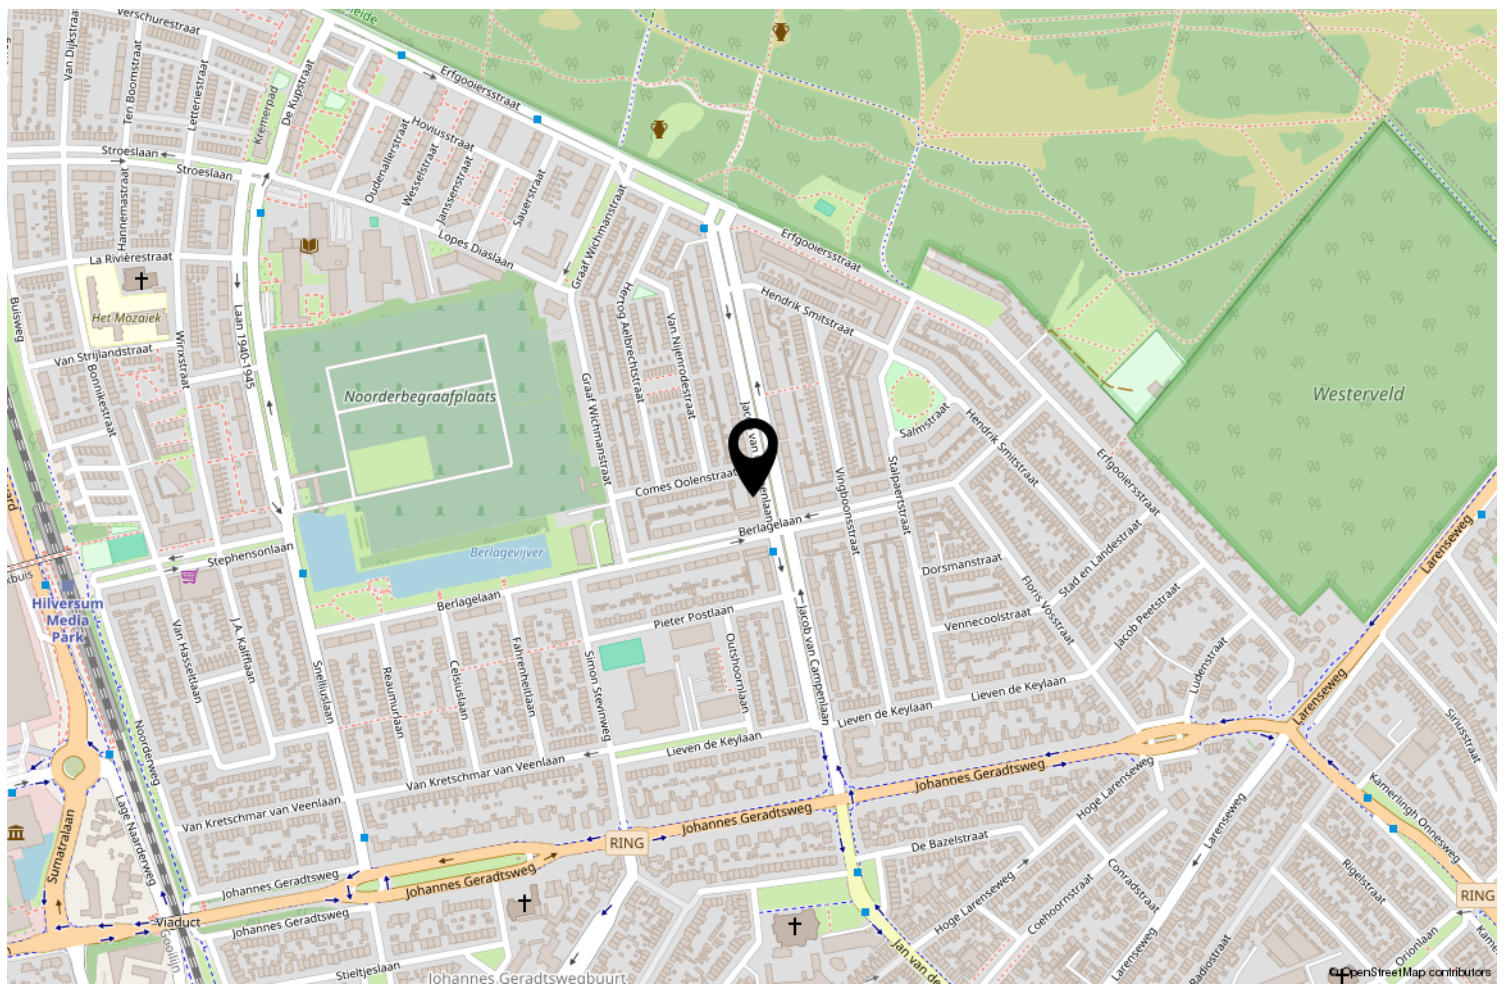 Verschurestraat
Van Dijkstraat
Ten Boomstraat
Letteriestraat
Kremerpad
De Kupstraat
heide
Erfgooiersstraat
Hoviusstraat
Oudenallerstraat
Wesselstraat
Janssenstraat
Sauerstraat
Stroeslaan
Stroeslaan
Hannemastraat
La Rivièrestraat
Lopes Diaslaan
Graaf Wichmanstraat
Erfgooiersstraat
Hendrik Smitstraat
Hertog Aelbrechtstraat
Van Nijenrodestraat
Het Mozaiek
Buisweg
Laan 1940-1945
Wirixstraat
Van Strijlandstraat
Bonnikestraat
Noorderbegraafplaats
Graaf Wichmanstraat
Westerveld
Salmstraat
Hendrik Smitstraat
Erfgooiersstraat
Stalpaertstraat
Vingboonsstraat
Comes Oolenstraat
Berlagelaan
Larenseweg
Stephensonlaan
Berlagevijver
Dorsmanstraat
Stad en Landestraat
Floris Vosstraat
Hilversum
Media
Park
Berlagelaan
Pieter Postlaan
Vennecoolstraat
Jacob Peetstraat
Van Hasseltlaan
J.A. Kalfflaan
Snelliuslaan
Reaumurlaan
Celsiuslaan
Fahrenheitlaan
Simon Stevinweg
Outshoornlaan
Jacob van Campenlaan
Ludenstraat
Lieven de Keylaan
Lieven de Keylaan
Lieven de Keylaan
Larenseweg
Siriusstraat
Noorderweg
Van Kretschmar van Veenlaan
Van Kretschmar van Veenlaan
Johannes Geradtsweg
Johannes Geradtsweg
Hoge Larenseweg
Kamerlingh Onnesweg
Lage Naarderweg
Sumatralaan
RING
De Bazelstraat
Larenseweg
Johannes Geradtsweg
Johannes Geradtsweg
Johannes Geradtsweg
Hoge Larenseweg
Coehoornstraat
Conradstraat
Rigelstraat
RING
Viaduct
Stieltjeslaan
Johannes Geradtswegbuurt
Larenseweg
Radiostraat
Orionlaan
© OpenStreetMap contributors